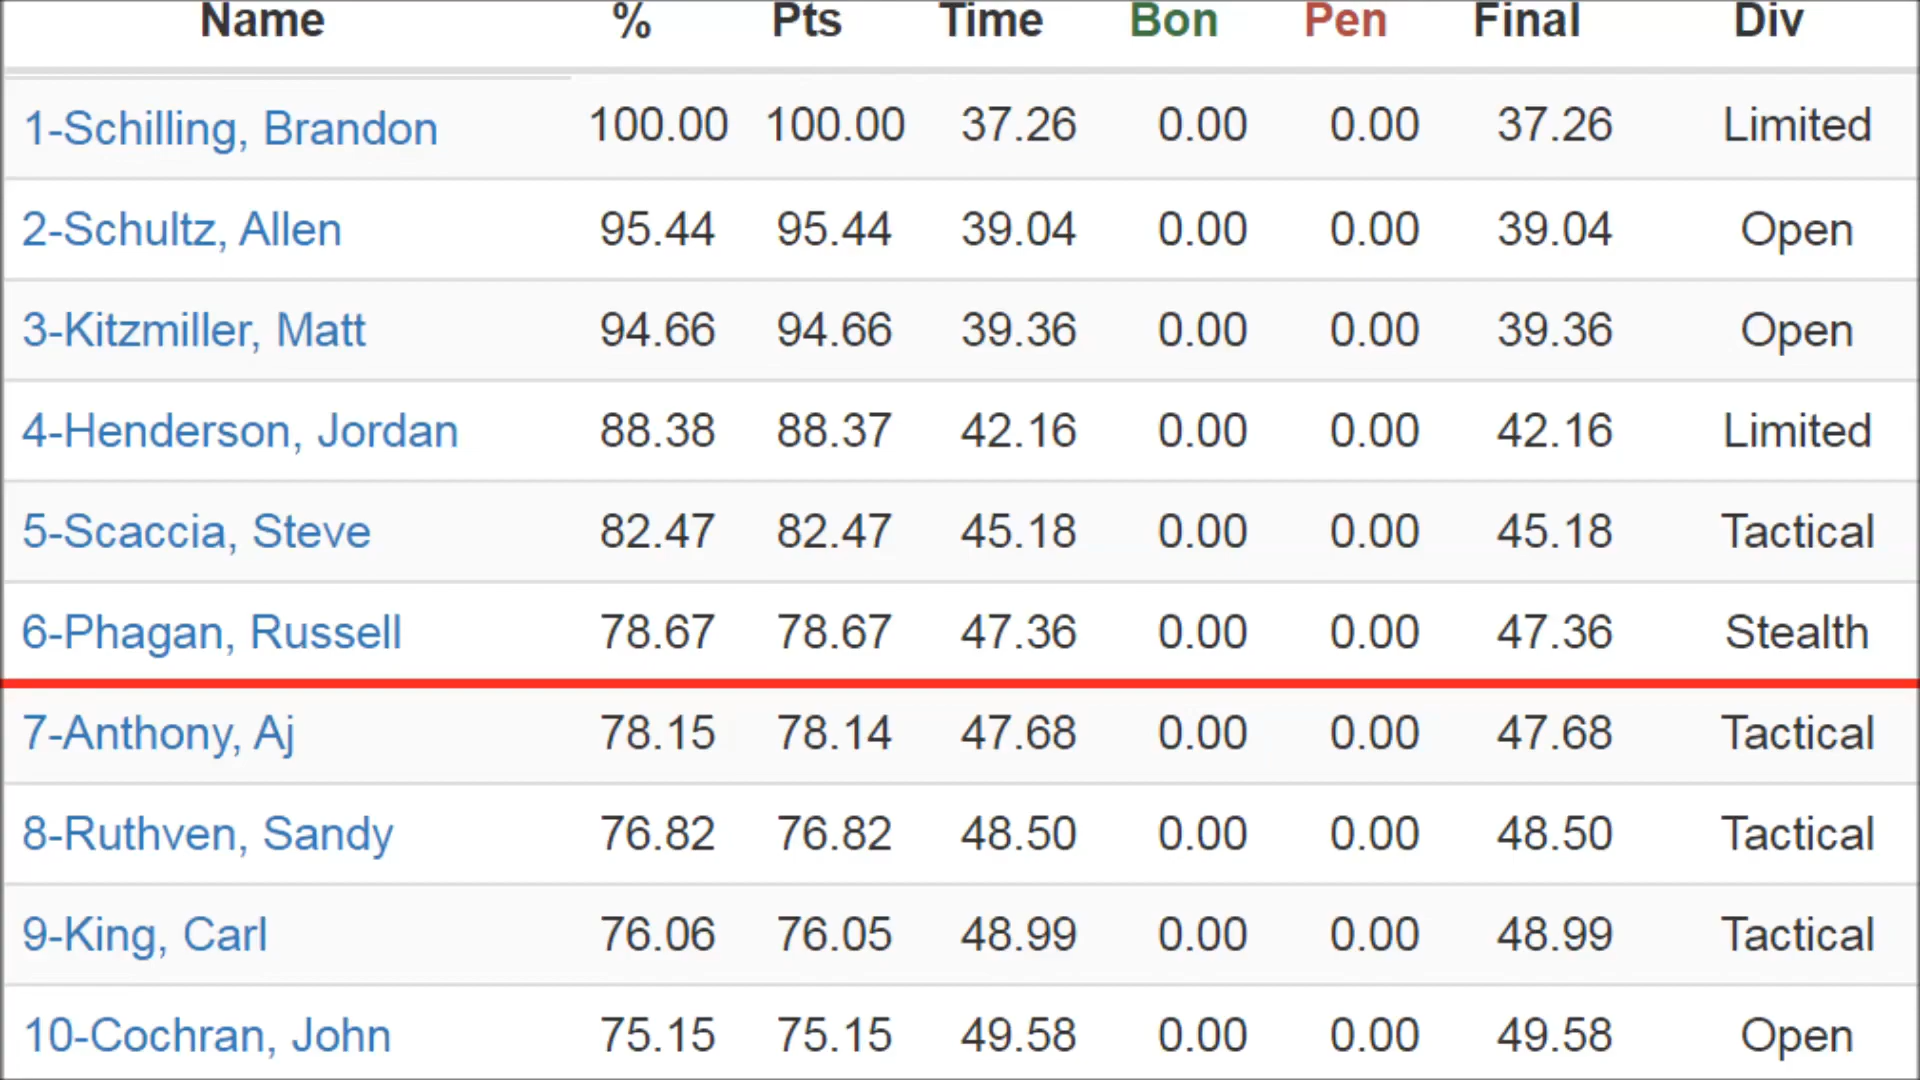 Name % Pts Time Bon Pen Final Div
1-Schilling, Brandon 100.00 100.00 37.26 0.00 0.00 37.26 Limited
2-Schultz, Allen 95.44 95.44 39.04 0.00 0.00 39.04 Open
3-Kitzmiller, Matt 94.66 94.66 39.36 0.00 0.00 39.36 Open
4-Henderson, Jordan 88.38 88.37 42.16 0.00 0.00 42.16 Limited
5-Scaccia, Steve 82.47 82.47 45.18 0.00 0.00 45.18 Tactical
6-Phagan, Russell 78.67 78.67 47.36 0.00 0.00 47.36 Stealth
7-Anthony, Aj 78.15 78.14 47.68 0.00 0.00 47.68 Tactical
8-Ruthven, Sandy 76.82 76.82 48.50 0.00 0.00 48.50 Tactical
9-King, Carl 76.06 76.05 48.99 0.00 0.00 48.99 Tactical
10-Cochran, John 75.15 75.15 49.58 0.00 0.00 49.58 Open